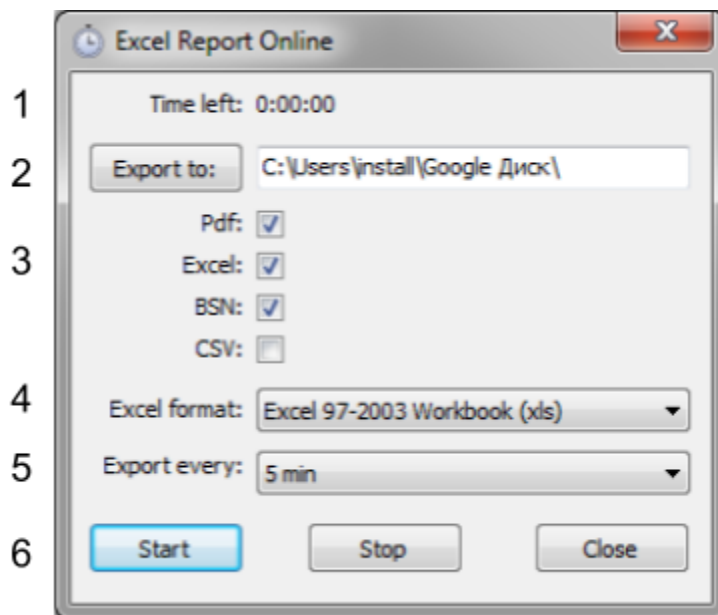 Excel Report Online
1 Time left: 0:00:00
2 Export to: C:\Users\install\Google Диск\
Pdf:
3 Excel:
BSN:
CSV:
4 Excel format: Excel 97-2003 Workbook (xls)
5 Export every: 5 min
6 Start Stop Close